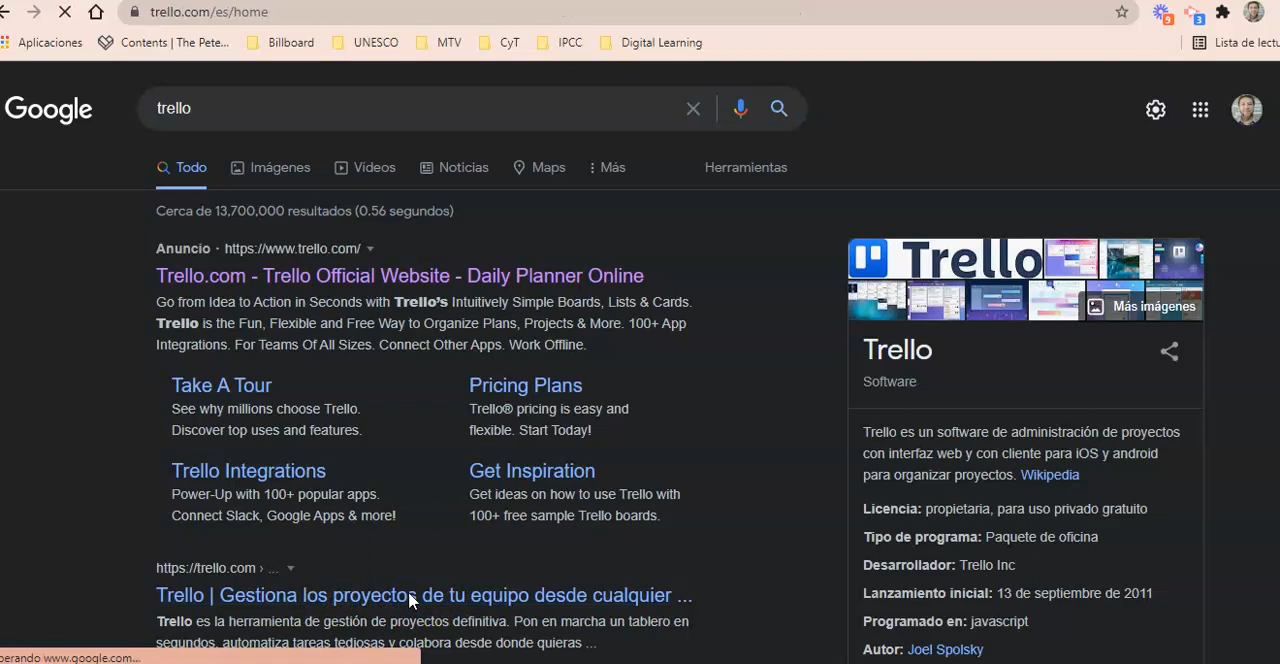 trello.com/es/home
9
3
Aplicaciones
Contents | The Pete...
Billboard
UNESCO
MTV
CyT
IPCC
Digital Learning
Lista de lectu
Google
trello
Todo
Imágenes
Videos
Noticias
Maps
Más
Herramientas
Cerca de 13,700,000 resultados (0.56 segundos)
Anuncio · https://www.trello.com/
Trello.com - Trello Official Website - Daily Planner Online
Go from Idea to Action in Seconds with Trello's Intuitively Simple Boards, Lists & Cards.
Trello is the Fun, Flexible and Free Way to Organize Plans, Projects & More. 100+ App
Integrations. For Teams Of All Sizes. Connect Other Apps. Work Offline.
Take A Tour
See why millions choose Trello.
Discover top uses and features.
Pricing Plans
Trello® pricing is easy and
flexible. Start Today!
Trello Integrations
Power-Up with 100+ popular apps.
Connect Slack, Google Apps & more!
Get Inspiration
Get ideas on how to use Trello with
100+ free sample Trello boards.
https://trello.com › ...
Trello | Gestiona los proyectos de tu equipo desde cualquier ...
Trello es la herramienta de gestión de proyectos definitiva. Pon en marcha un tablero en
segundos, automatiza tareas tediosas y colabora desde donde quieras ...
perando www.google.com...
Trello
Más imágenes
Trello
Software
Trello es un software de administración de proyectos
con interfaz web y con cliente para iOS y android
para organizar proyectos. Wikipedia
Licencia: propietaria, para uso privado gratuito
Tipo de programa: Paquete de oficina
Desarrollador: Trello Inc
Lanzamiento inicial: 13 de septiembre de 2011
Programado en: javascript
Autor: Joel Spolsky